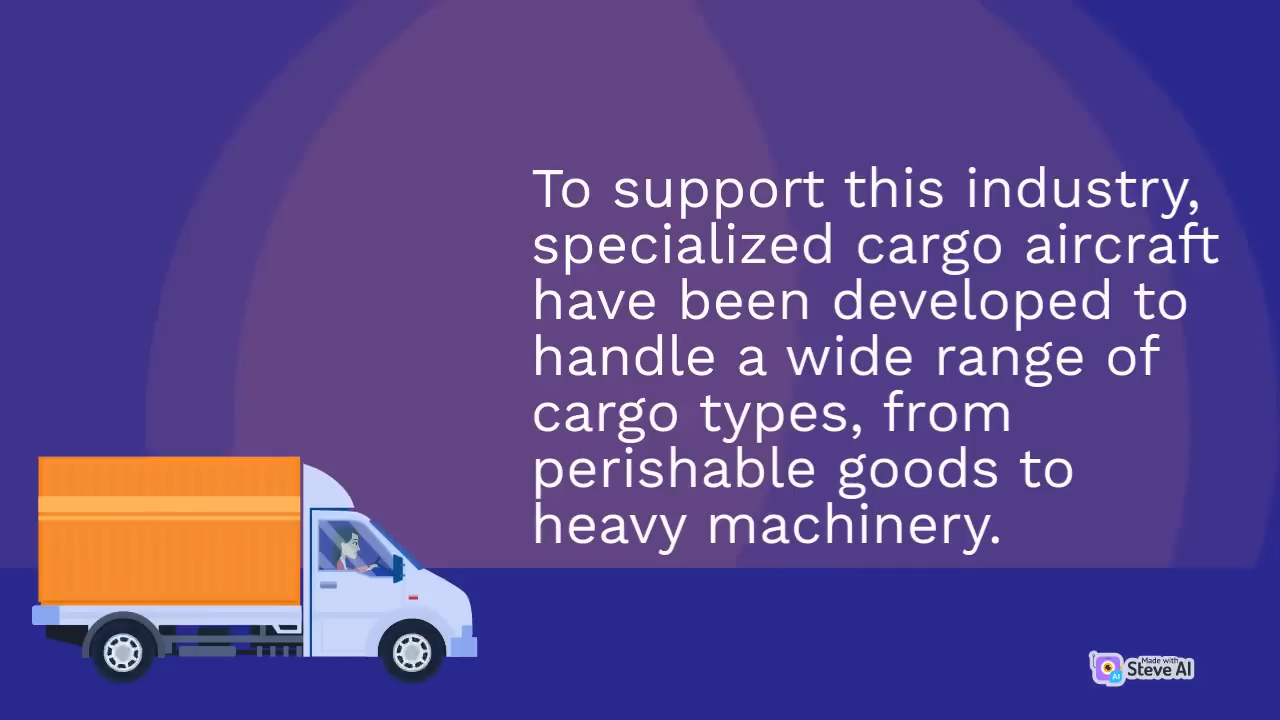 To support this industry,
specialized cargo aircraft
have been developed to
handle a wide range of
cargo types, from
perishable goods to
heavy machinery.
Made with
Steve AI
AI